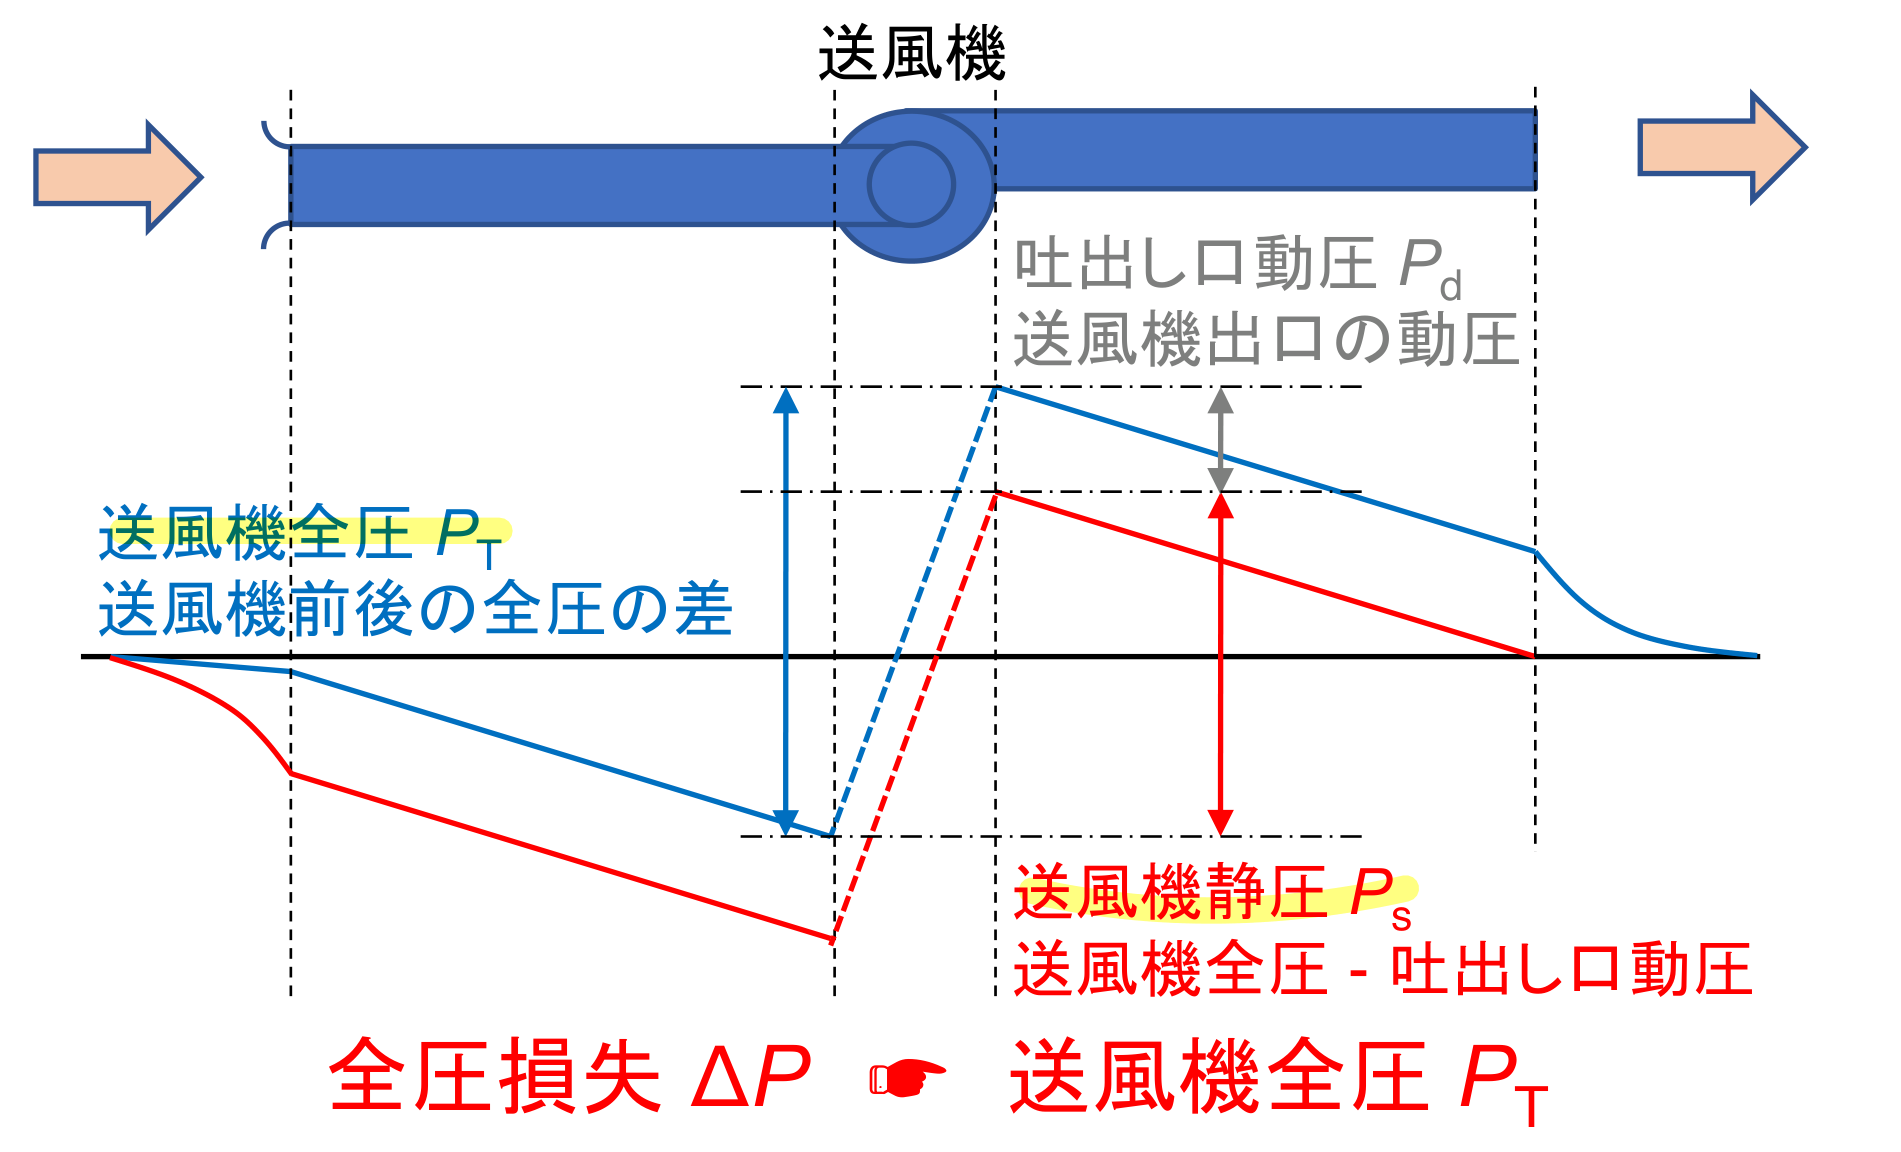 送風機
吐出し口動圧 Pd
送風機出口の動圧
送風機全圧 PT
送風機前後の全圧の差
送風機静圧 Ps
送風機全圧 - 吐出し口動圧
全圧損失 ΔP ☛ 送風機全圧 PT